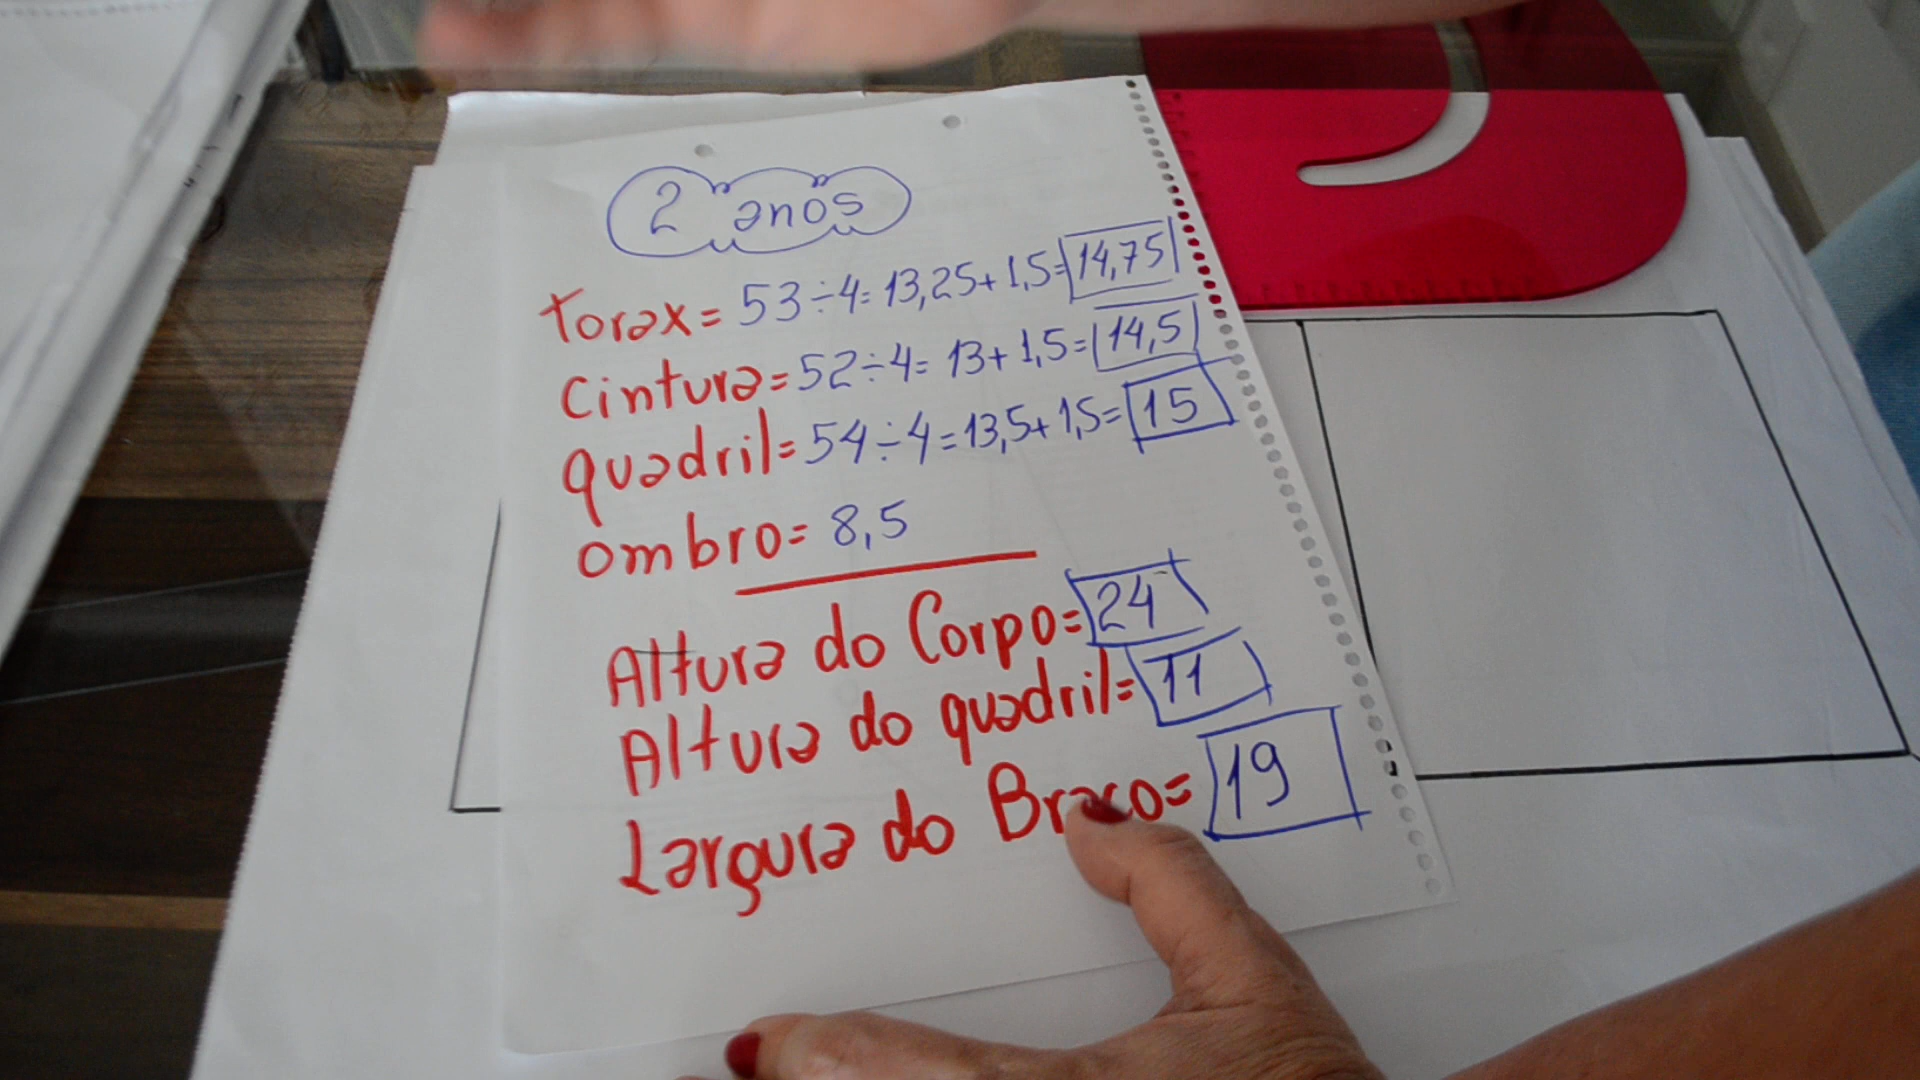 2 anos
Torax = 53÷4= 13,25+ 1,5= 14,75
Cintura = 52÷4= 13+ 1,5= 14,5
quadril= 54÷4=13,5+ 1,5= 15
ombro= 8,5
Altura do Corpo= 24
Altura do quadril= 11
Largura do Braço= 19